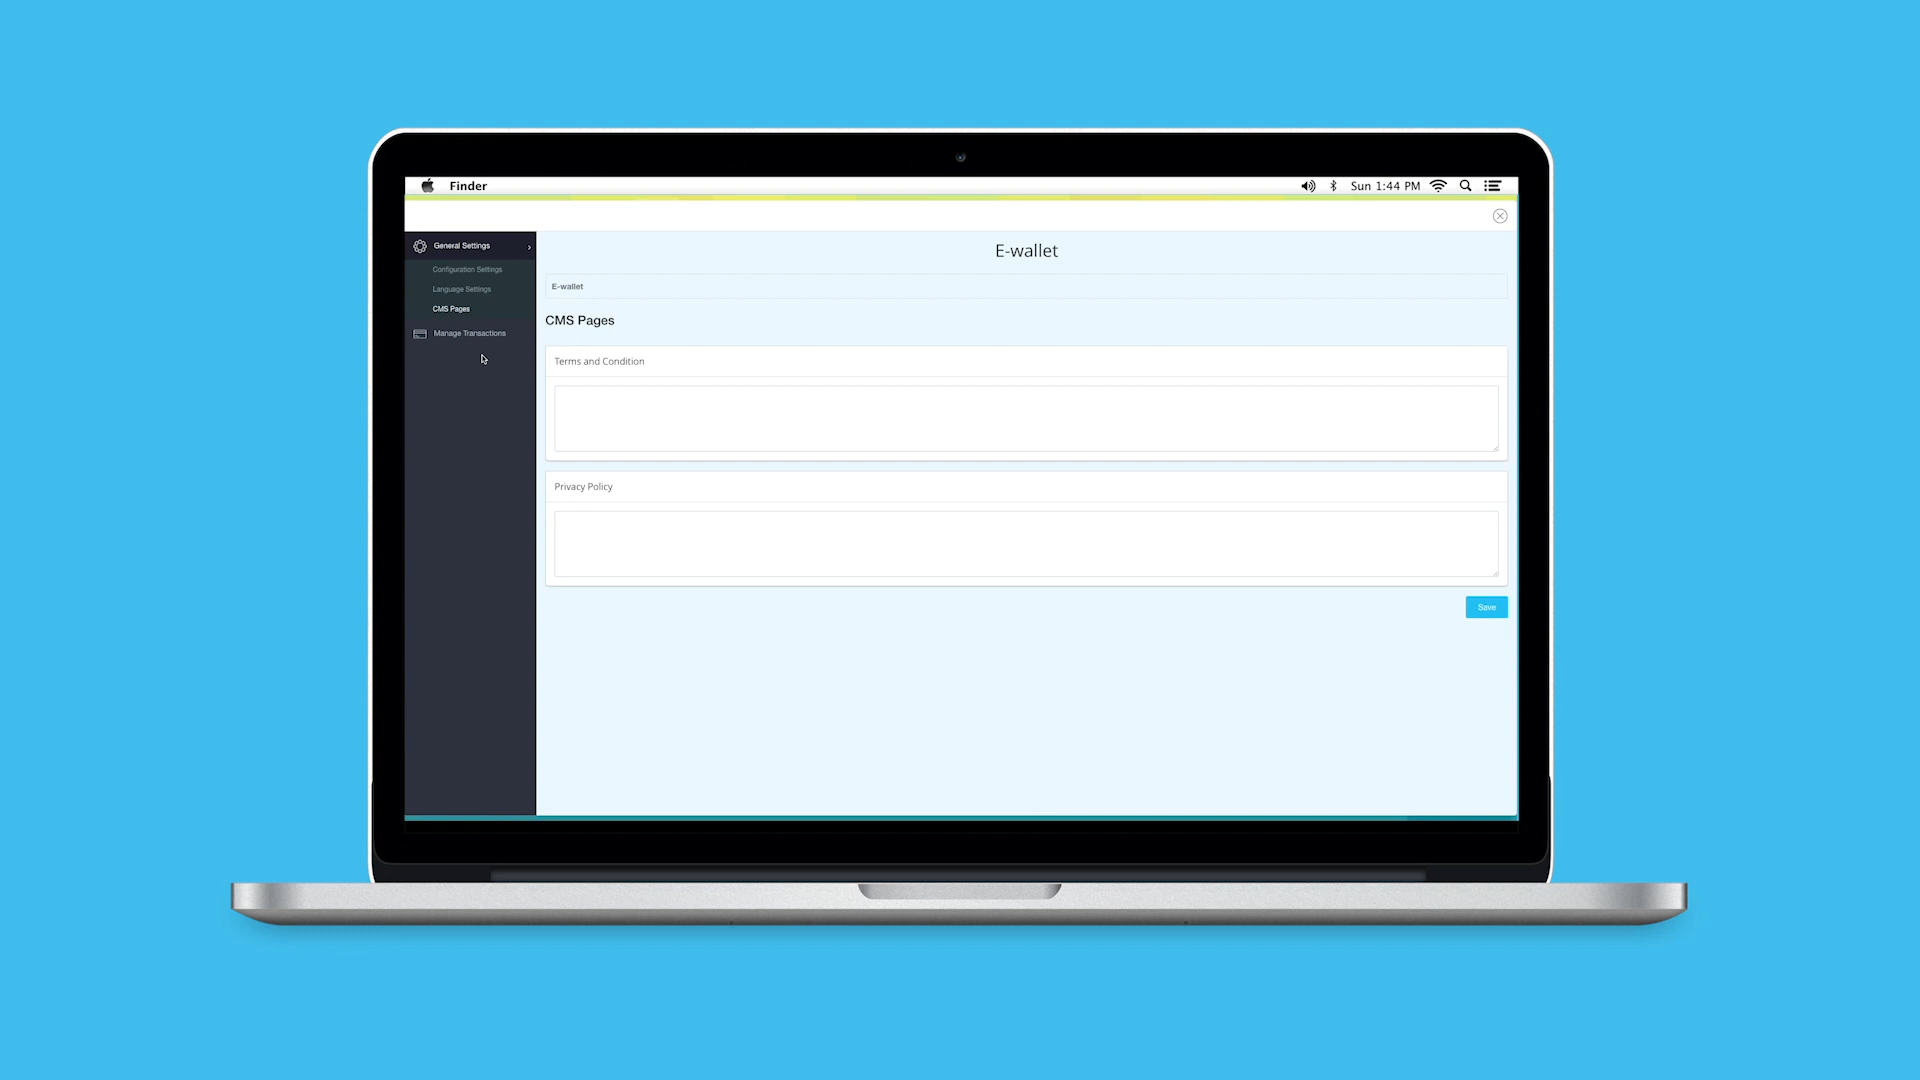 Finder
Sun 1:44 PM
General Settings
Configuration Settings
Language Settings
CMS Pages
Manage Transactions
E-wallet
E-wallet
CMS Pages
Terms and Condition
Privacy Policy
Save